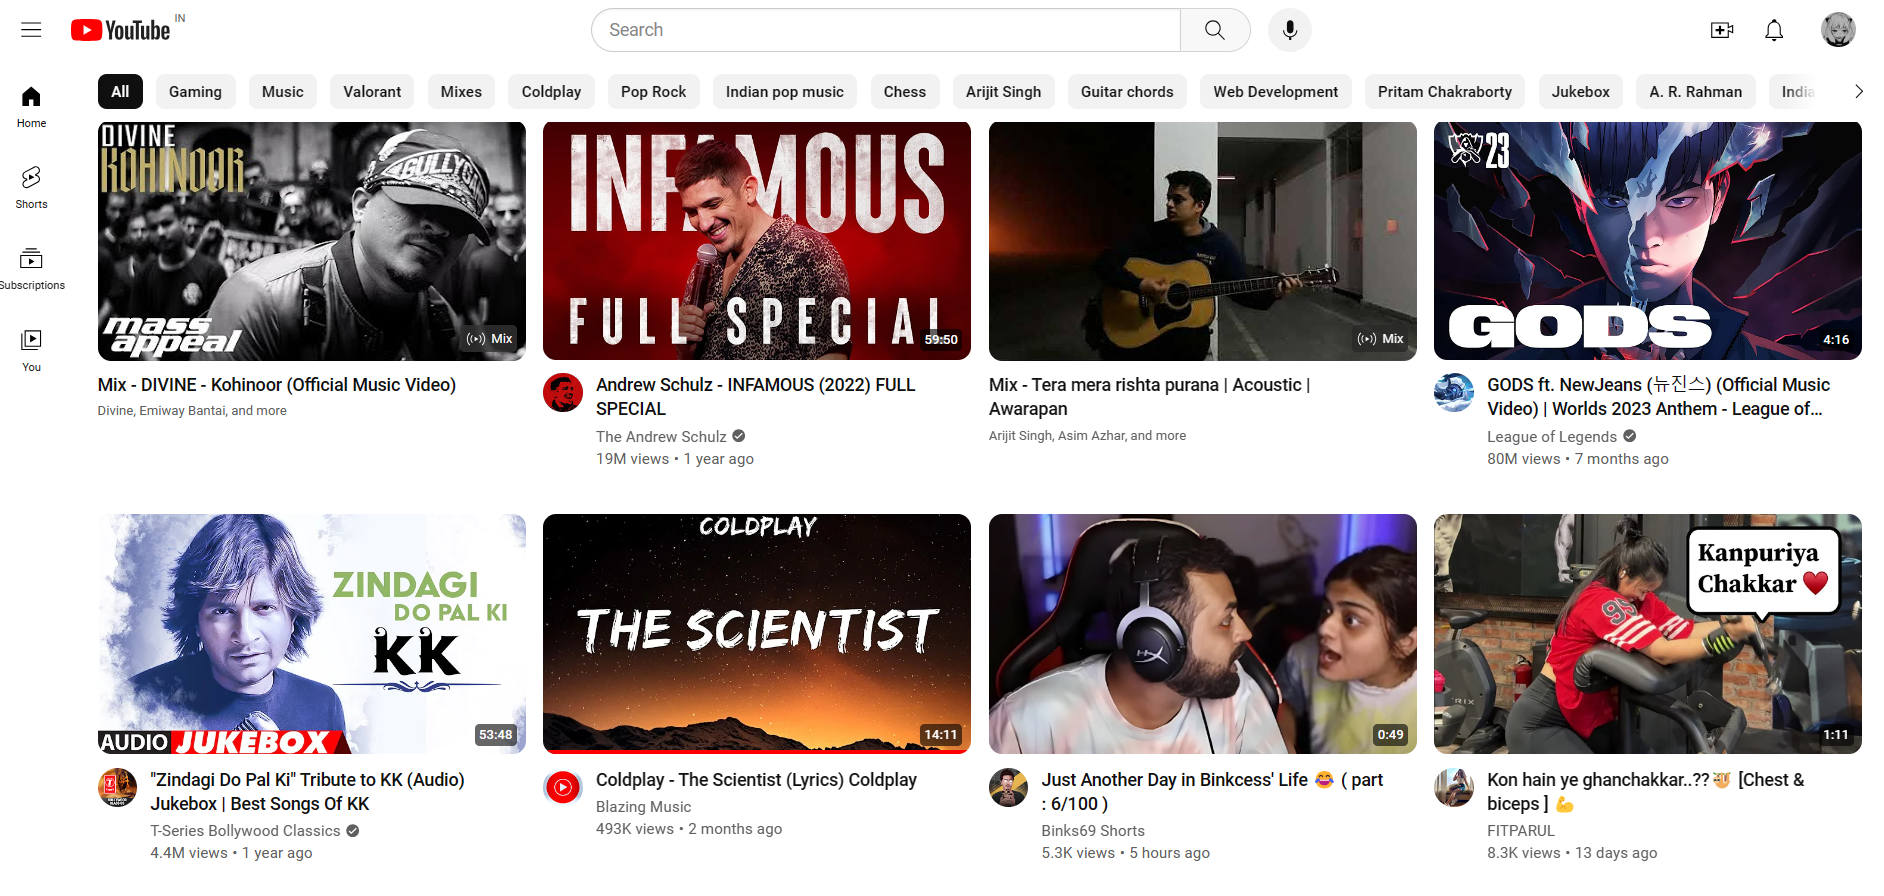 YouTube IN
Search
Home
Shorts
Subscriptions
You
All
Gaming
Music
Valorant
Mixes
Coldplay
Pop Rock
Indian pop music
Chess
Arijit Singh
Guitar chords
Web Development
Pritam Chakraborty
Jukebox
A. R. Rahman
India
DIVINE
KOHINOOR
GULLY
mass
appeal
Mix
Mix - DIVINE - Kohinoor (Official Music Video)
Divine, Emiway Bantai, and more
INFAMOUS
FULL SPECIAL
59:50
Andrew Schulz - INFAMOUS (2022) FULL
SPECIAL
The Andrew Schulz
19M views • 1 year ago
Mix
Mix - Tera mera rishta purana | Acoustic |
Awarapan
Arijit Singh, Asim Azhar, and more
23
GODS
4:16
GODS ft. NewJeans (뉴진스) (Official Music
Video) | Worlds 2023 Anthem - League of...
League of Legends
80M views • 7 months ago
ZINDAGI
DO PAL KI
KK
AUDIO JUKEBOX
53:48
"Zindagi Do Pal Ki" Tribute to KK (Audio)
Jukebox | Best Songs Of KK
T-Series Bollywood Classics
4.4M views • 1 year ago
COLDPLAY
THE SCIENTIST
14:11
Coldplay - The Scientist (Lyrics) Coldplay
Blazing Music
493K views • 2 months ago
0:49
Just Another Day in Binkcess' Life 😂 ( part
: 6/100 )
Binks69 Shorts
5.3K views • 5 hours ago
Kanpuriya
Chakkar ♥
93
1:11
Kon hain ye ghanchakkar..?? [Chest &
biceps ] 💪
FITPARUL
8.3K views • 13 days ago